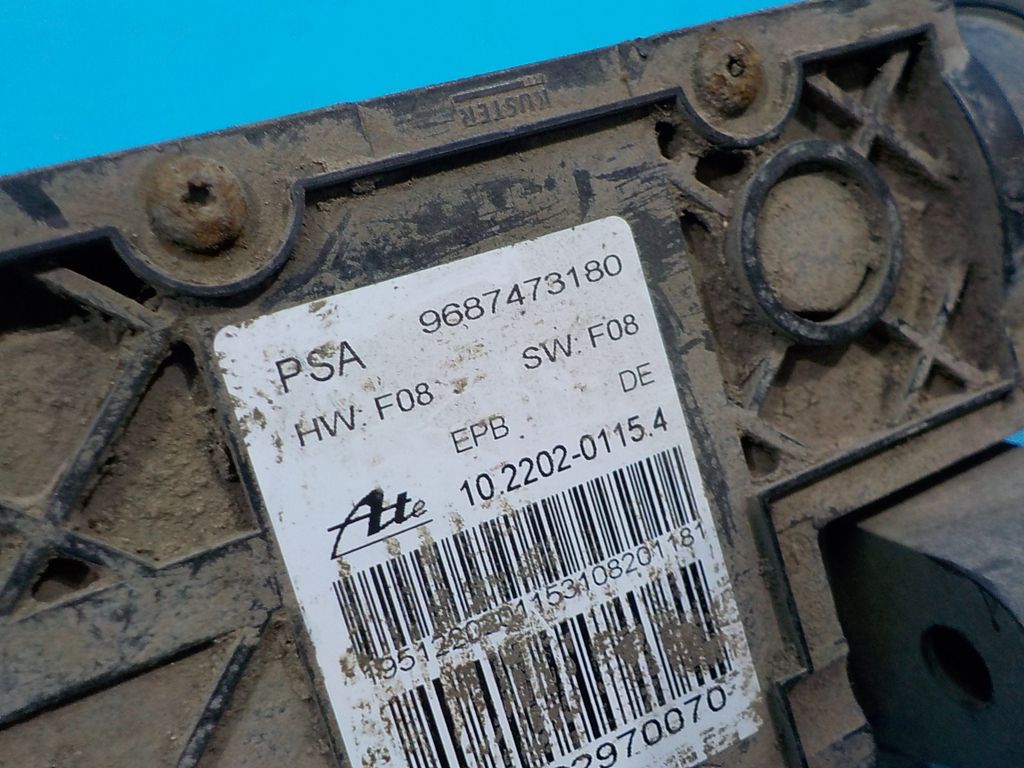 KUSTER
PSA 9687473180
HW: F08 SW: F08
EPB DE
Ate 10.2202-0115.4
2970070